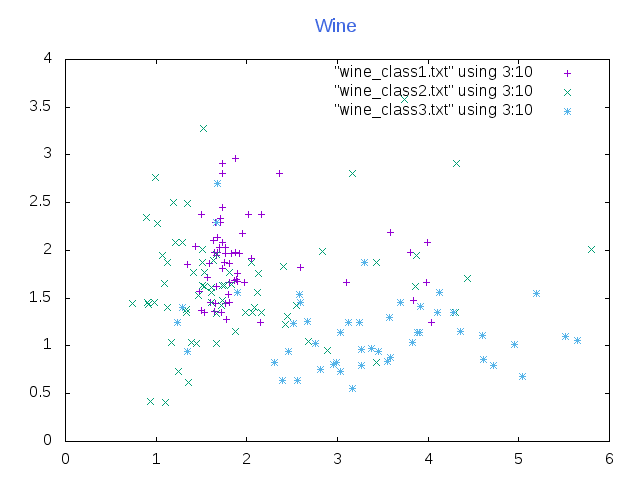 Wine
"wine_class1.txt" using 3:10
"wine_class2.txt" using 3:10
"wine_class3.txt" using 3:10
4
3.5
3
2.5
2
1.5
1
0.5
0
0 1 2 3 4 5 6